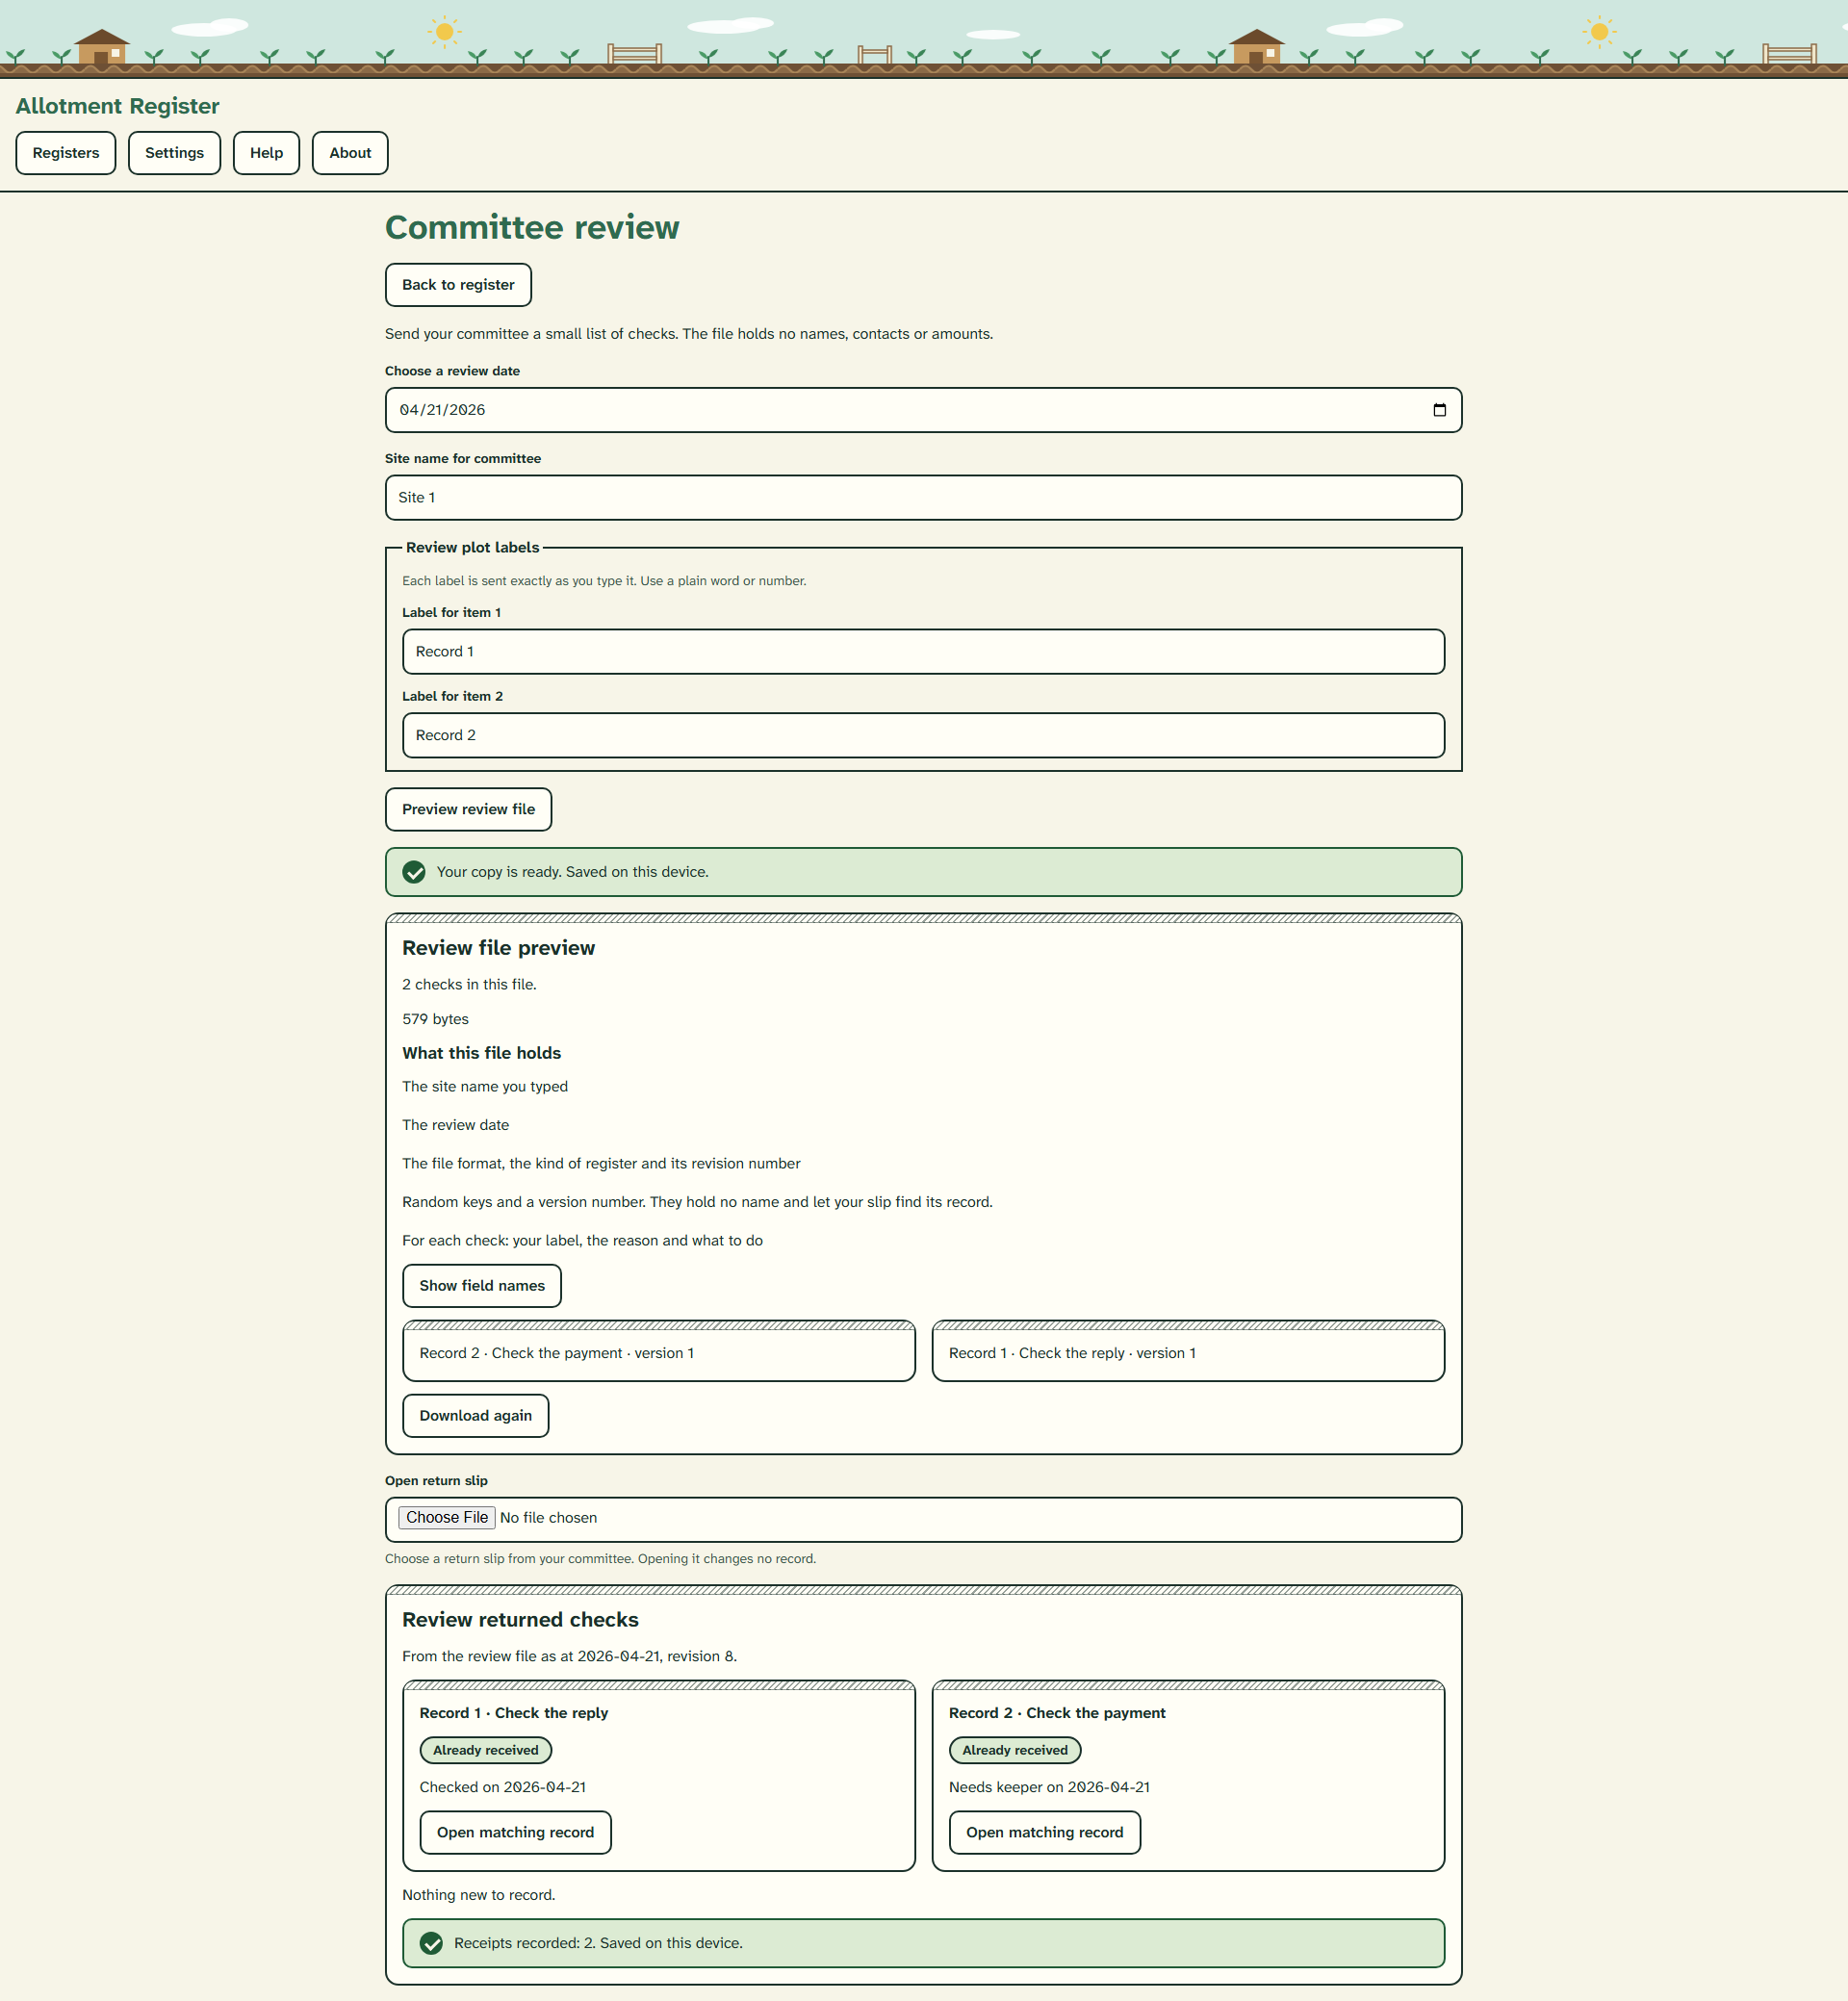 Allotment Register
Registers
Settings
Help
About
Committee review
Back to register
Send your committee a small list of checks. The file holds no names, contacts or amounts.
Choose a review date
04/21/2026
Site name for committee
Site 1
Review plot labels
Each label is sent exactly as you type it. Use a plain word or number.
Label for item 1
Record 1
Label for item 2
Record 2
Preview review file
Your copy is ready. Saved on this device.
Review file preview
2 checks in this file.
579 bytes
What this file holds
The site name you typed
The review date
The file format, the kind of register and its revision number
Random keys and a version number. They hold no name and let your slip find its record.
For each check: your label, the reason and what to do
Show field names
Record 2 · Check the payment · version 1
Record 1 · Check the reply · version 1
Download again
Open return slip
Choose File No file chosen
Choose a return slip from your committee. Opening it changes no record.
Review returned checks
From the review file as at 2026-04-21, revision 8.
Record 1 · Check the reply
Already received
Checked on 2026-04-21
Open matching record
Record 2 · Check the payment
Already received
Needs keeper on 2026-04-21
Open matching record
Nothing new to record.
Receipts recorded: 2. Saved on this device.